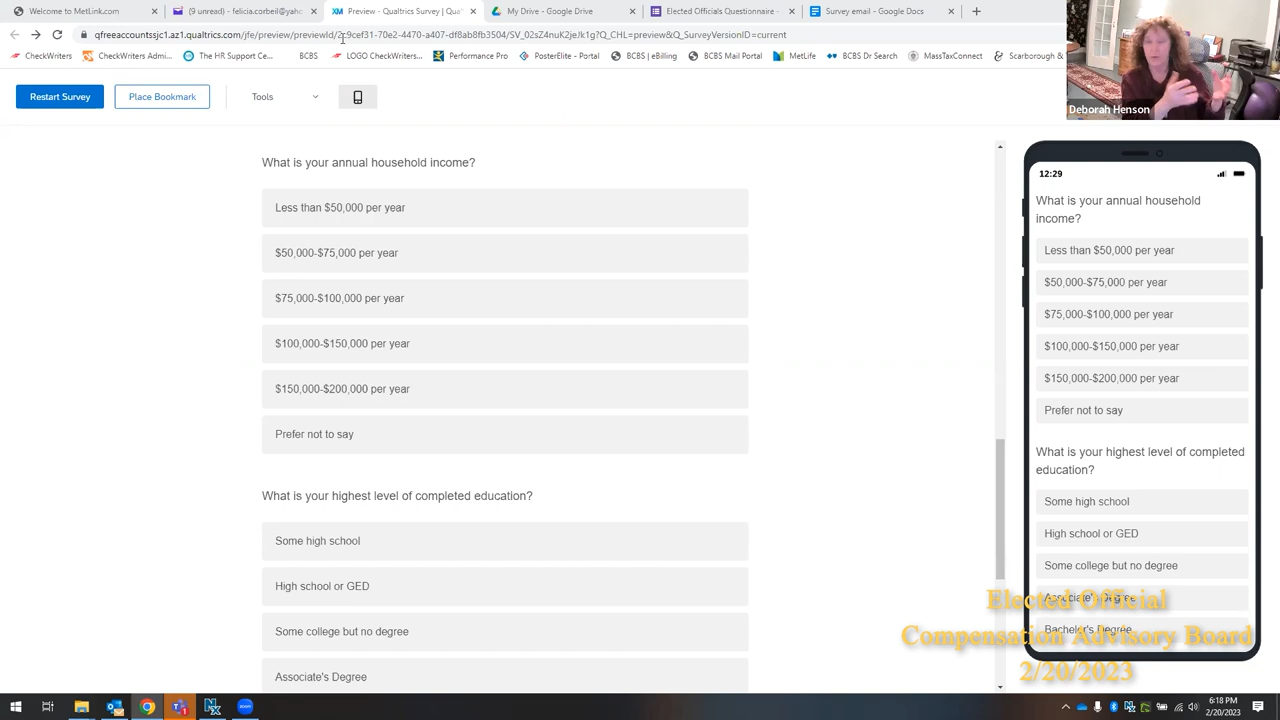 Welcome to MetLink.com
(9 unread) - felicia.corbeil@yaho
Preview - Qualtrics Survey | Qual
My Drive - Google Drive
Elected Officials Questionnaire -
Survey email - Google Docs
/jfe/preview/previewId/
CheckWriters
CheckWriters Admin...
The HR Support Ce...
BCBS
LOGO CheckWriters...
Performance Pro
Postr-Elite - Portal
BCBS | eBilling
BCBS Mail Portal
MetLife
BCBS Dr Search
MassTaxConnect
Scarborough &
Restart Survey
Place Bookmark
Tools
Deborah Henson
What is your annual household income?
Less than $50,000 per year
$50,000-$75,000 per year
$75,000-$100,000 per year
$100,000-$150,000 per year
$150,000-$200,000 per year
Prefer not to say
What is your highest level of completed education?
Some high school
High school or GED
Some college but no degree
Associate's Degree
12:29
What is your annual household
income?
Less than $50,000 per year
$50,000-$75,000 per year
$75,000-$100,000 per year
$100,000-$150,000 per year
$150,000-$200,000 per year
Prefer not to say
What is your highest level of completed
education?
Some high school
High school or GED
Some college but no degree
Associate's Degree
Bachelor's Degree
Elected Official
Compensation Advisory Board
2/20/2023
6:18 PM
2/20/2023